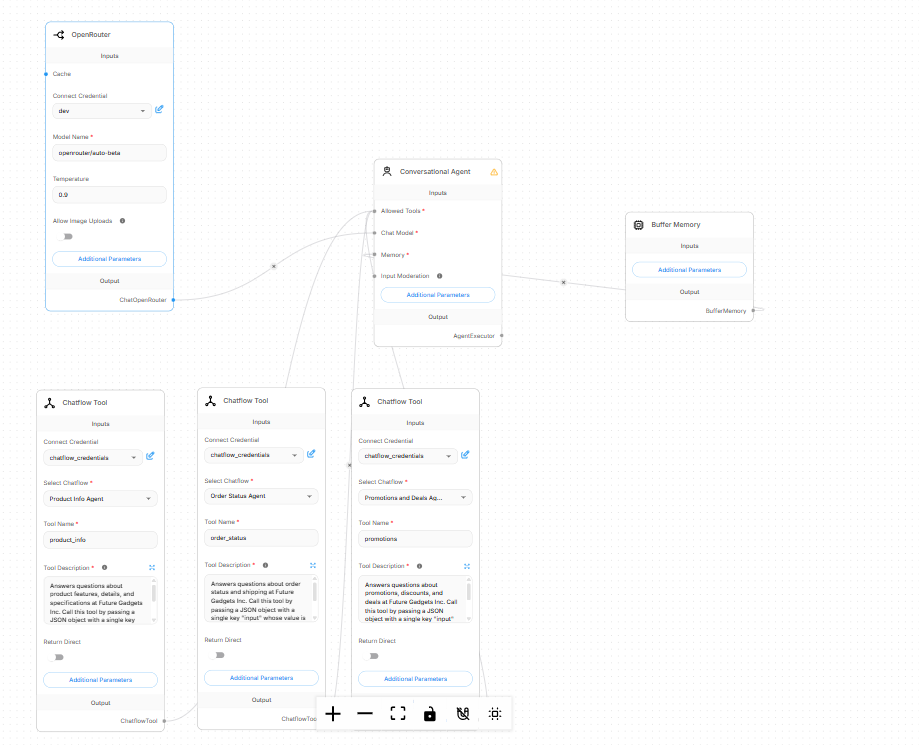 OpenRouter
Inputs
Cache
Connect Credential
dev
Model Name *
openrouter/auto-beta
Temperature
0.9
Allow Image Uploads
Additional Parameters
Output
ChatOpenRouter
Conversational Agent
Inputs
Allowed Tools *
Chat Model *
Memory *
Input Moderation
Additional Parameters
Output
AgentExecutor
Buffer Memory
Inputs
Additional Parameters
Output
BufferMemory
Chatflow Tool
Inputs
Connect Credential
chatflow_credentials
Select Chatflow *
Product Info Agent
Tool Name *
product_info
Tool Description *
Answers questions about
product features, details, and
specifications at Future Gadgets
Inc. Call this tool by passing a
JSON object with a single key
Return Direct
Additional Parameters
Output
ChatflowTool
Chatflow Tool
Inputs
Connect Credential
chatflow_credentials
Select Chatflow *
Order Status Agent
Tool Name *
order_status
Tool Description *
Answers questions about order
status and shipping at Future
Gadgets Inc. Call this tool by
passing a JSON object with a
single key "input" whose value is
Return Direct
Additional Parameters
Output
ChatflowToo
Chatflow Tool
Inputs
Connect Credential
chatflow_credentials
Select Chatflow *
Promotions and Deals Ag...
Tool Name *
promotions
Tool Description *
Answers questions about
promotions, discounts, and
deals at Future Gadgets Inc. Call
this tool by passing a JSON
object with a single key "input"
Return Direct
Additional Parameters